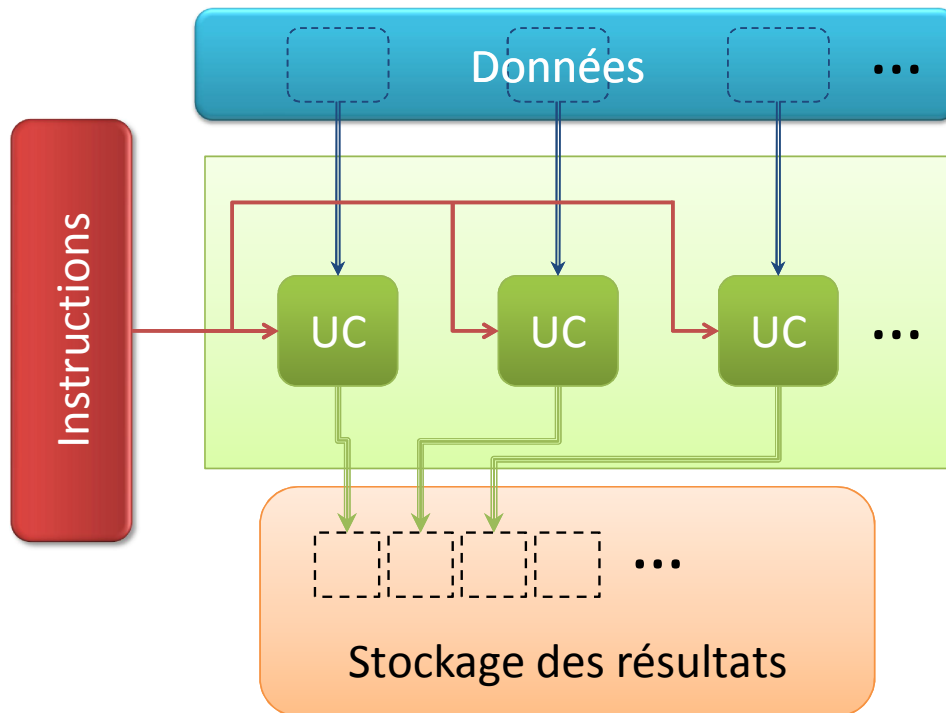 Données
...
Instructions
UC
UC
UC
...
...
Stockage des résultats